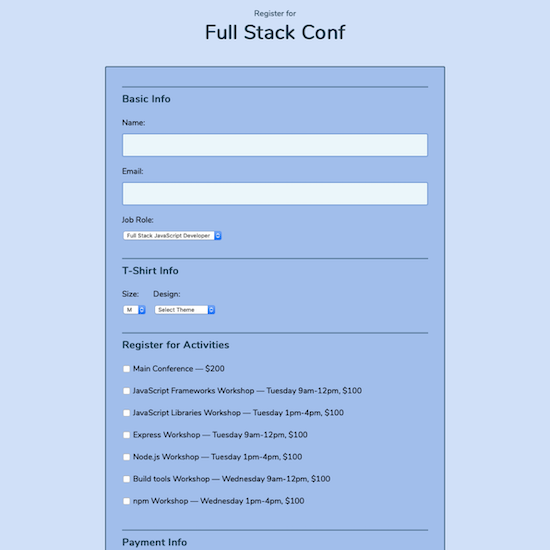 Register for
Full Stack Conf
Basic Info
Name:
Email:
Job Role:
Full Stack JavaScript Developer
T-Shirt Info
Size: Design:
M Select Theme
Register for Activities
Main Conference — $200
JavaScript Frameworks Workshop — Tuesday 9am-12pm, $100
JavaScript Libraries Workshop — Tuesday 1pm-4pm, $100
Express Workshop — Tuesday 9am-12pm, $100
Node.js Workshop — Tuesday 1pm-4pm, $100
Build tools Workshop — Wednesday 9am-12pm, $100
npm Workshop — Wednesday 1pm-4pm, $100
Payment Info